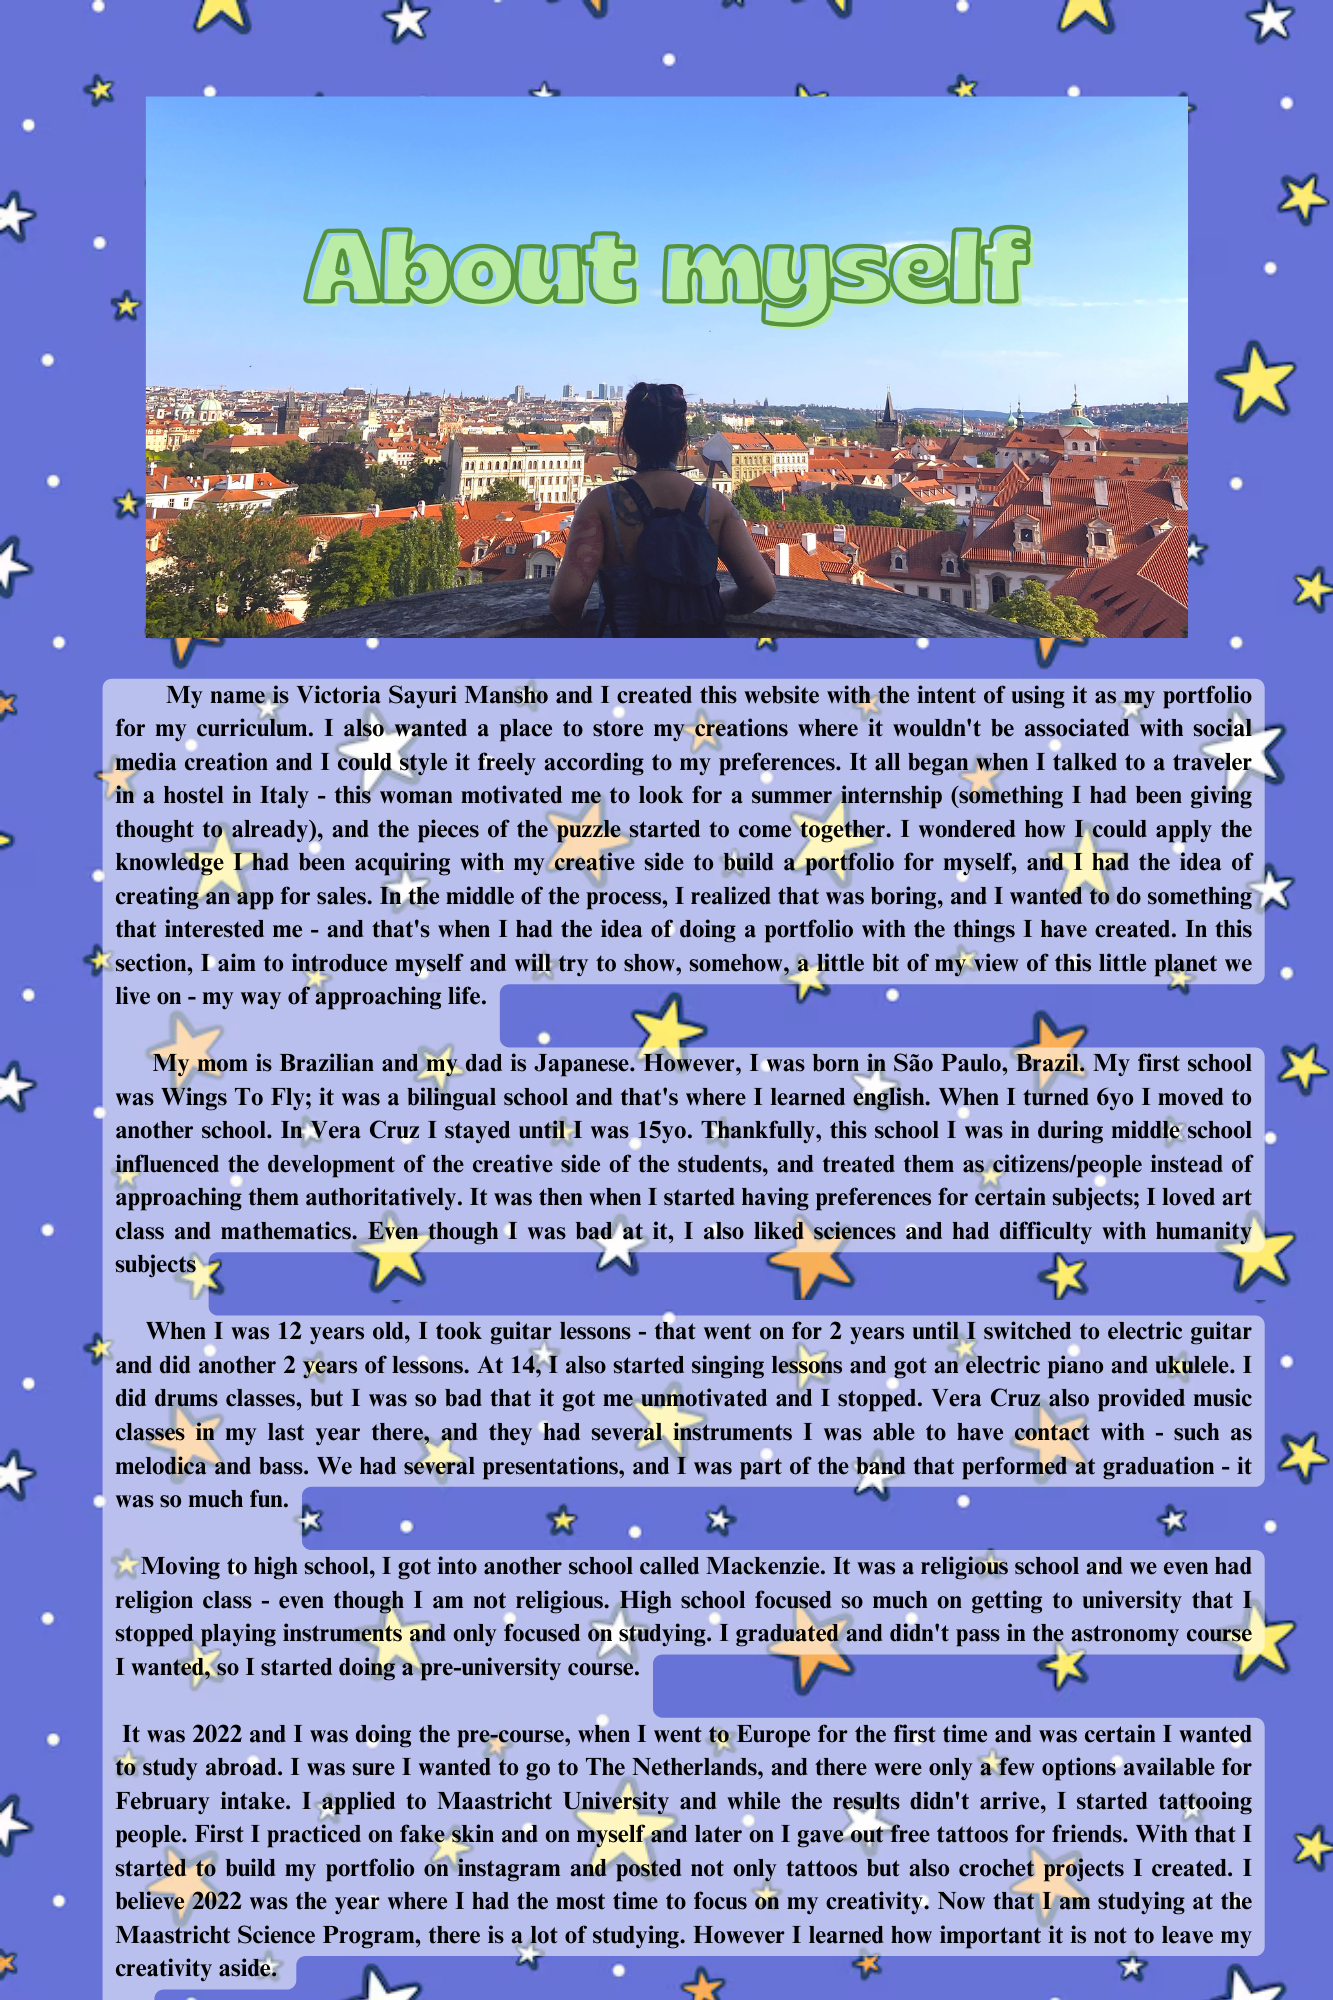 About myself
My name is Victoria Sayuri Mansho and I created this website with the intent of using it as my portfolio
for my curriculum. I also wanted a place to store my creations where it wouldn't be associated with social
media creation and I could style it freely according to my preferences. It all began when I talked to a traveler
in a hostel in Italy - this woman motivated me to look for a summer internship (something I had been giving
thought to already), and the pieces of the puzzle started to come together. I wondered how I could apply the
knowledge I had been acquiring with my creative side to build a portfolio for myself, and I had the idea of
creating an app for sales. In the middle of the process, I realized that was boring, and I wanted to do something
that interested me - and that's when I had the idea of doing a portfolio with the things I have created. In this
section, I aim to introduce myself and will try to show, somehow, a little bit of my view of this little planet we
live on - my way of approaching life.
My mom is Brazilian and my dad is Japanese. However, I was born in São Paulo, Brazil. My first school
was Wings To Fly; it was a bilingual school and that's where I learned english. When I turned 6yo I moved to
another school. In Vera Cruz I stayed until I was 15yo. Thankfully, this school I was in during middle school
influenced the development of the creative side of the students, and treated them as citizens/people instead of
approaching them authoritatively. It was then when I started having preferences for certain subjects; I loved art
class and mathematics. Even though I was bad at it, I also liked sciences and had difficulty with humanity
subjects
When I was 12 years old, I took guitar lessons - that went on for 2 years until I switched to electric guitar
and did another 2 years of lessons. At 14, I also started singing lessons and got an electric piano and ukulele. I
did drums classes, but I was so bad that it got me unmotivated and I stopped. Vera Cruz also provided music
classes in my last year there, and they had several instruments I was able to have contact with - such as
melodica and bass. We had several presentations, and I was part of the band that performed at graduation - it
was so much fun.
Moving to high school, I got into another school called Mackenzie. It was a religious school and we even had
religion class - even though I am not religious. High school focused so much on getting to university that I
stopped playing instruments and only focused on studying. I graduated and didn't pass in the astronomy course
I wanted, so I started doing a pre-university course.
It was 2022 and I was doing the pre-course, when I went to Europe for the first time and was certain I wanted
to study abroad. I was sure I wanted to go to The Netherlands, and there were only a few options available for
February intake. I applied to Maastricht University and while the results didn't arrive, I started tattooing
people. First I practiced on fake skin and on myself and later on I gave out free tattoos for friends. With that I
started to build my portfolio on instagram and posted not only tattoos but also crochet projects I created. I
believe 2022 was the year where I had the most time to focus on my creativity. Now that I am studying at the
Maastricht Science Program, there is a lot of studying. However I learned how important it is not to leave my
creativity aside.